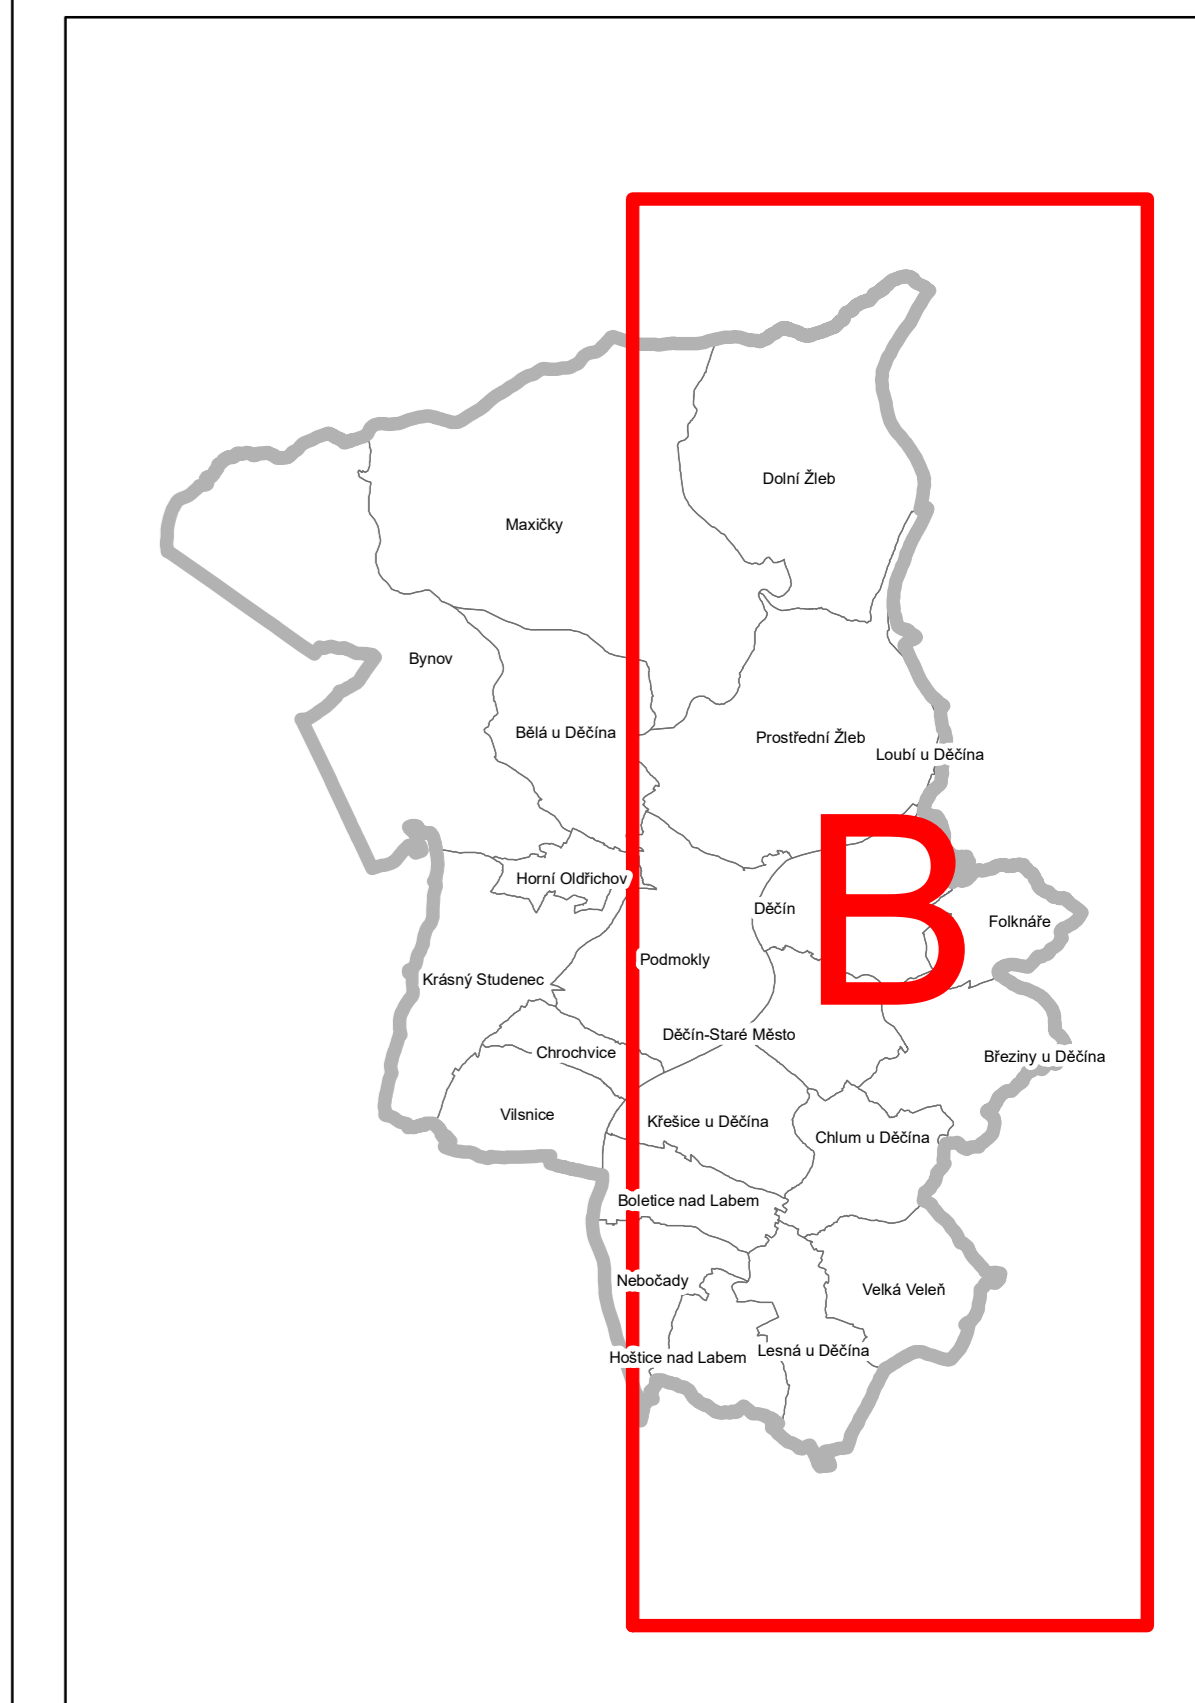 Dolní Žleb
Maxičky
Bynov
Bělá u Děčína
Prostřední Žleb
Loubí u Děčína
B
Horní Oldřichov
Děčín
Folknáře
Podmokly
Krásný Studenec
Děčín-Staré Město
Chrochvice
Březiny u Děčína
Vilsnice
Křešice u Děčína
Chlum u Děčína
Boletice nad Labem
Nebočady
Velká Veleň
Hoštice nad Labem
Lesná u Děčína